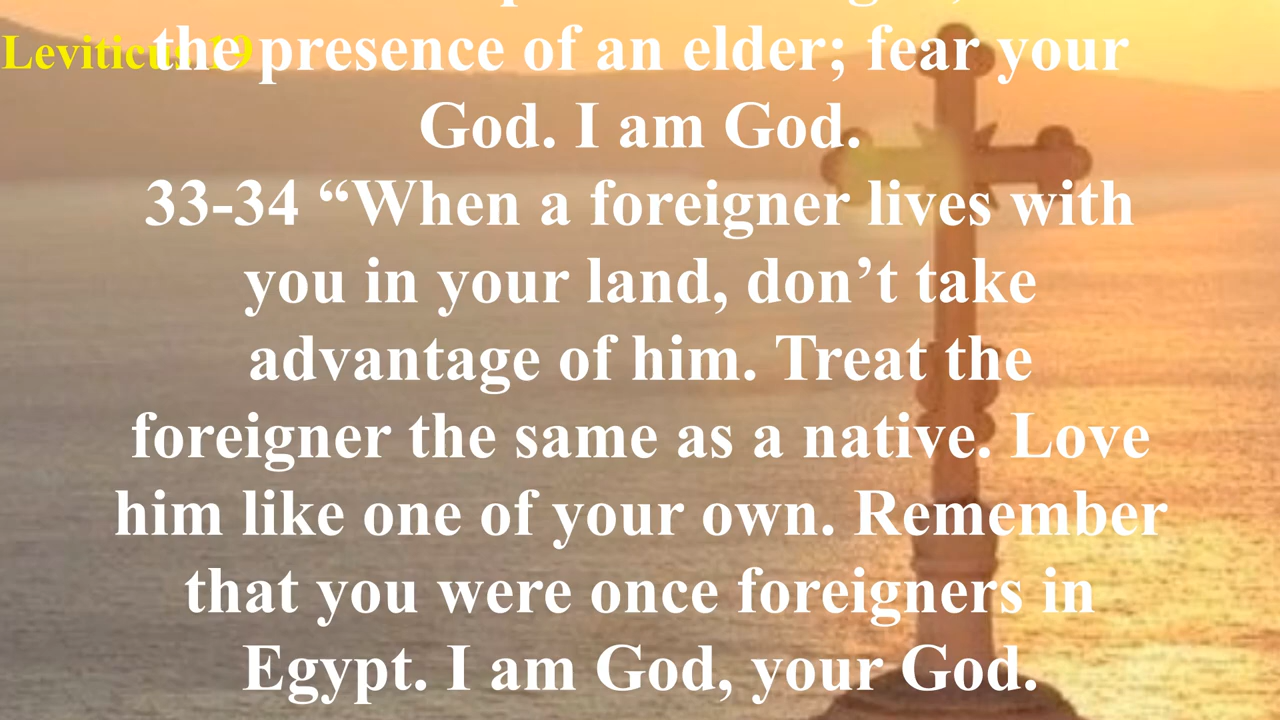 Leviticus 19
the presence of an elder; fear your
God. I am God.
33-34 “When a foreigner lives with
you in your land, don’t take
advantage of him. Treat the
foreigner the same as a native. Love
him like one of your own. Remember
that you were once foreigners in
Egypt. I am God, your God.